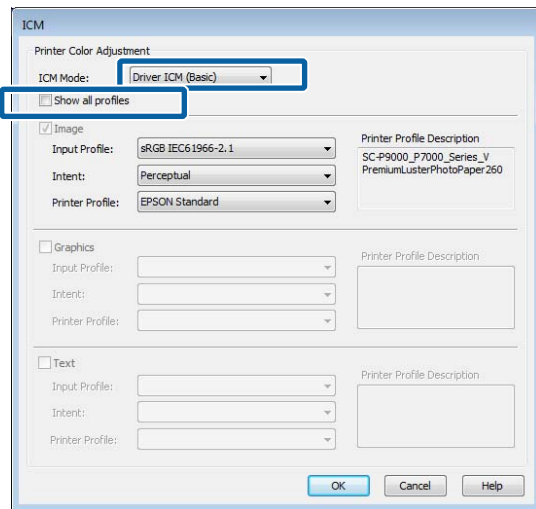 ICM
Printer Color Adjustment
ICM Mode: Driver ICM (Basic)
Show all profiles
Image
Input Profile: sRGB IEC61966-2.1
Intent: Perceptual
Printer Profile: EPSON Standard
Printer Profile Description
SC-P9000_P7000_Series_V
PremiumLusterPhotoPaper260
Graphics
Input Profile:
Intent:
Printer Profile:
Printer Profile Description
Text
Input Profile:
Intent:
Printer Profile:
Printer Profile Description
OK Cancel Help